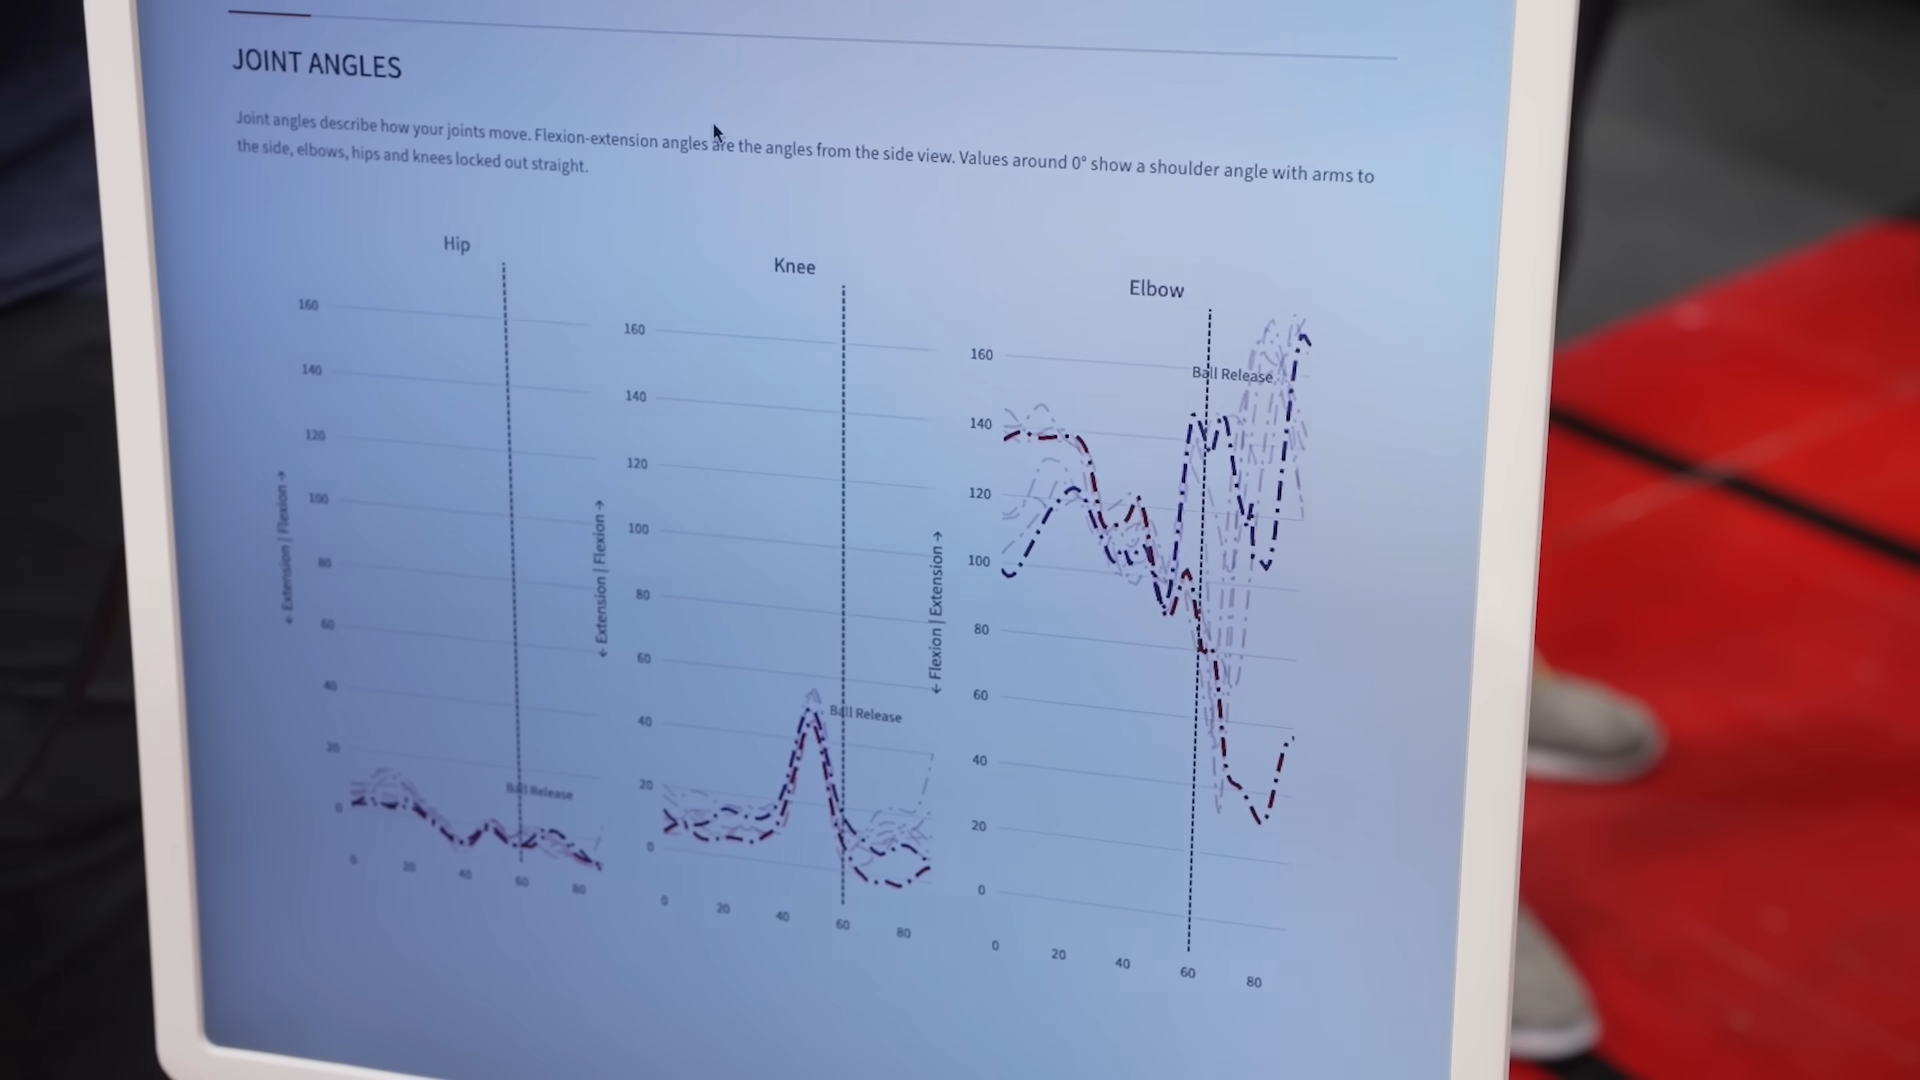 JOINT ANGLES
Joint angles describe how your joints move. Flexion-extension angles are the angles from the side view. Values around 0° show a shoulder angle with arms to
the side, elbows, hips and knees locked out straight.
Hip
160
140
120
100
80
60
40
20
0
← Extension | Flexion →
Ball Release
0 20 40 60 80
Knee
160
140
120
100
80
60
40
20
0
← Extension | Flexion →
Ball Release
0 20 40 60 80
Elbow
160
140
120
100
80
60
40
20
0
← Flexion | Extension →
Ball Release
0 20 40 60 80